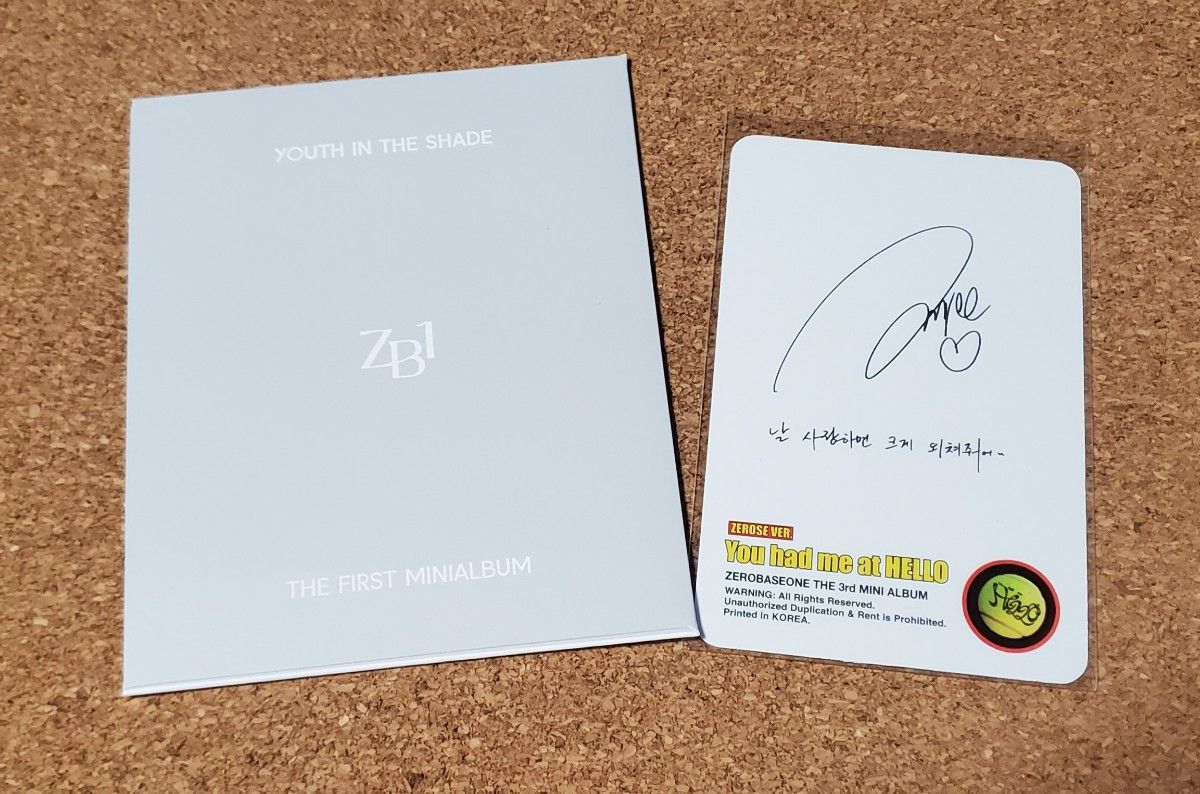 YOUTH IN THE SHADE
ZB1
THE FIRST MINIALBUM
날 사랑하면 크게 외쳐줘~
ZEROSE VER.
You had me at HELLO
ZEROBASEONE THE 3rd MINI ALBUM
WARNING: All Rights Reserved.
Unauthorized Duplication & Rent is Prohibited.
Printed in KOREA.